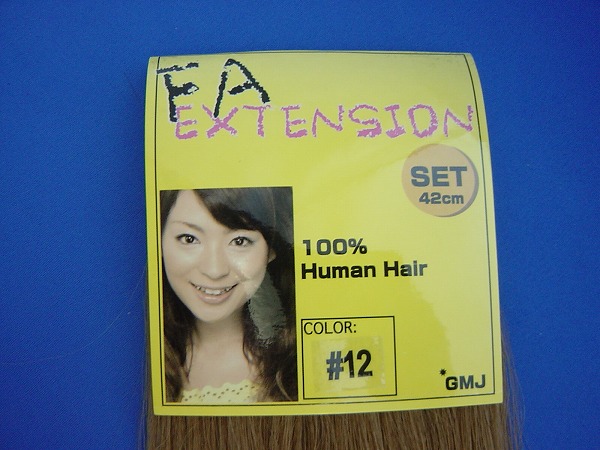 FA
EXTENSION
SET
42cm
100%
Human Hair
COLOR:
#12
*GMJ